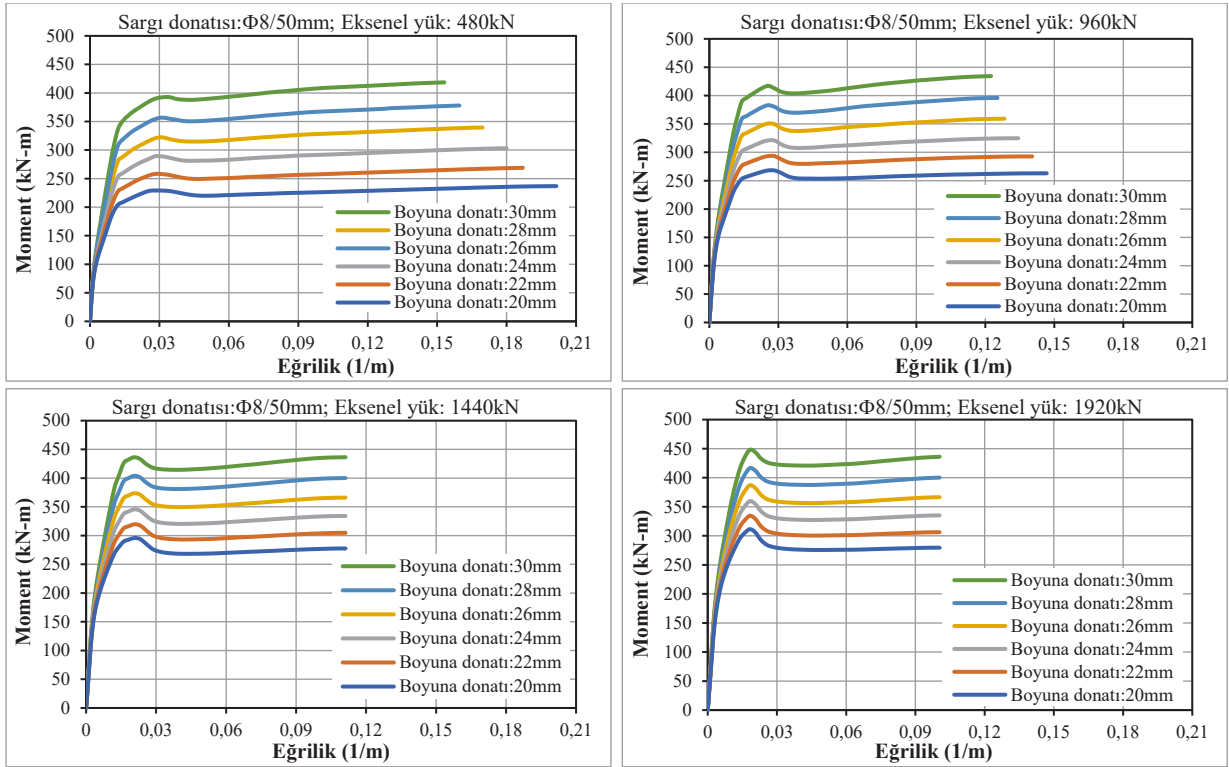 Sargı donatısı:Φ8/50mm; Eksenel yük: 480kN
Moment (kN-m)
500
450
400
350
300
250
200
150
100
50
0
Boyuna donatı:30mm
Boyuna donatı:28mm
Boyuna donatı:26mm
Boyuna donatı:24mm
Boyuna donatı:22mm
Boyuna donatı:20mm
0 0,03 0,06 0,09 0,12 0,15 0,18 0,21
Eğrilik (1/m)
Sargı donatısı:Φ8/50mm; Eksenel yük: 960kN
Moment (kN-m)
500
450
400
350
300
250
200
150
100
50
0
Boyuna donatı:30mm
Boyuna donatı:28mm
Boyuna donatı:26mm
Boyuna donatı:24mm
Boyuna donatı:22mm
Boyuna donatı:20mm
0 0,03 0,06 0,09 0,12 0,15 0,18 0,21
Eğrilik (1/m)
Sargı donatısı:Φ8/50mm; Eksenel yük: 1440kN
Moment (kN-m)
500
450
400
350
300
250
200
150
100
50
0
Boyuna donatı:30mm
Boyuna donatı:28mm
Boyuna donatı:26mm
Boyuna donatı:24mm
Boyuna donatı:22mm
Boyuna donatı:20mm
0 0,03 0,06 0,09 0,12 0,15 0,18 0,21
Eğrilik (1/m)
Sargı donatısı:Φ8/50mm; Eksenel yük: 1920kN
Moment (kN-m)
500
450
400
350
300
250
200
150
100
50
0
Boyuna donatı:30mm
Boyuna donatı:28mm
Boyuna donatı:26mm
Boyuna donatı:24mm
Boyuna donatı:22mm
Boyuna donatı:20mm
0 0,03 0,06 0,09 0,12 0,15 0,18 0,21
Eğrilik (1/m)